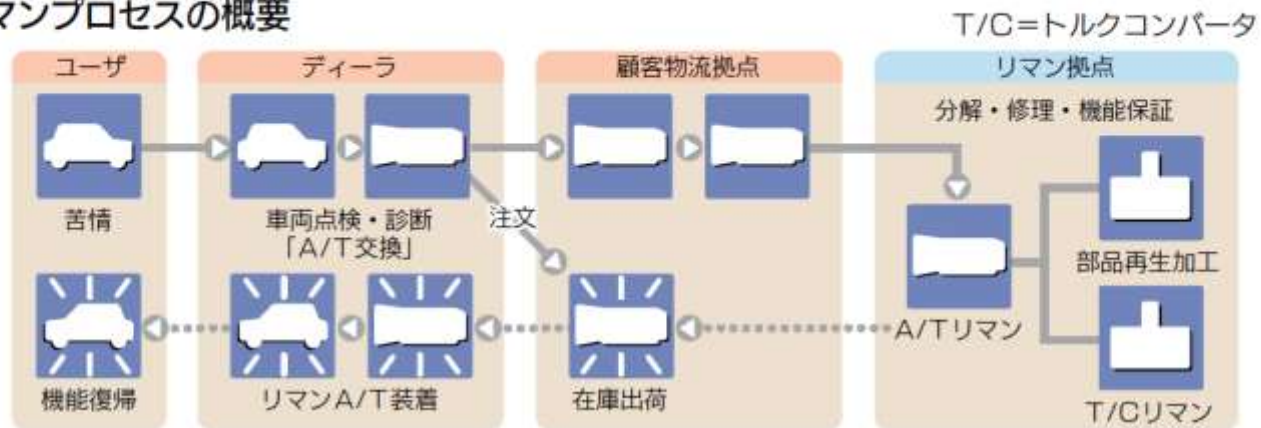 マンプロセスの概要
T/C=トルクコンバータ
ユーザ
ディーラ
顧客物流拠点
リマン拠点
分解・修理・機能保証
苦情
車両点検・診断
「A/T交換」
注文
部品再生加工
A/Tリマン
機能復帰
リマンA/T装着
在庫出荷
T/Cリマン